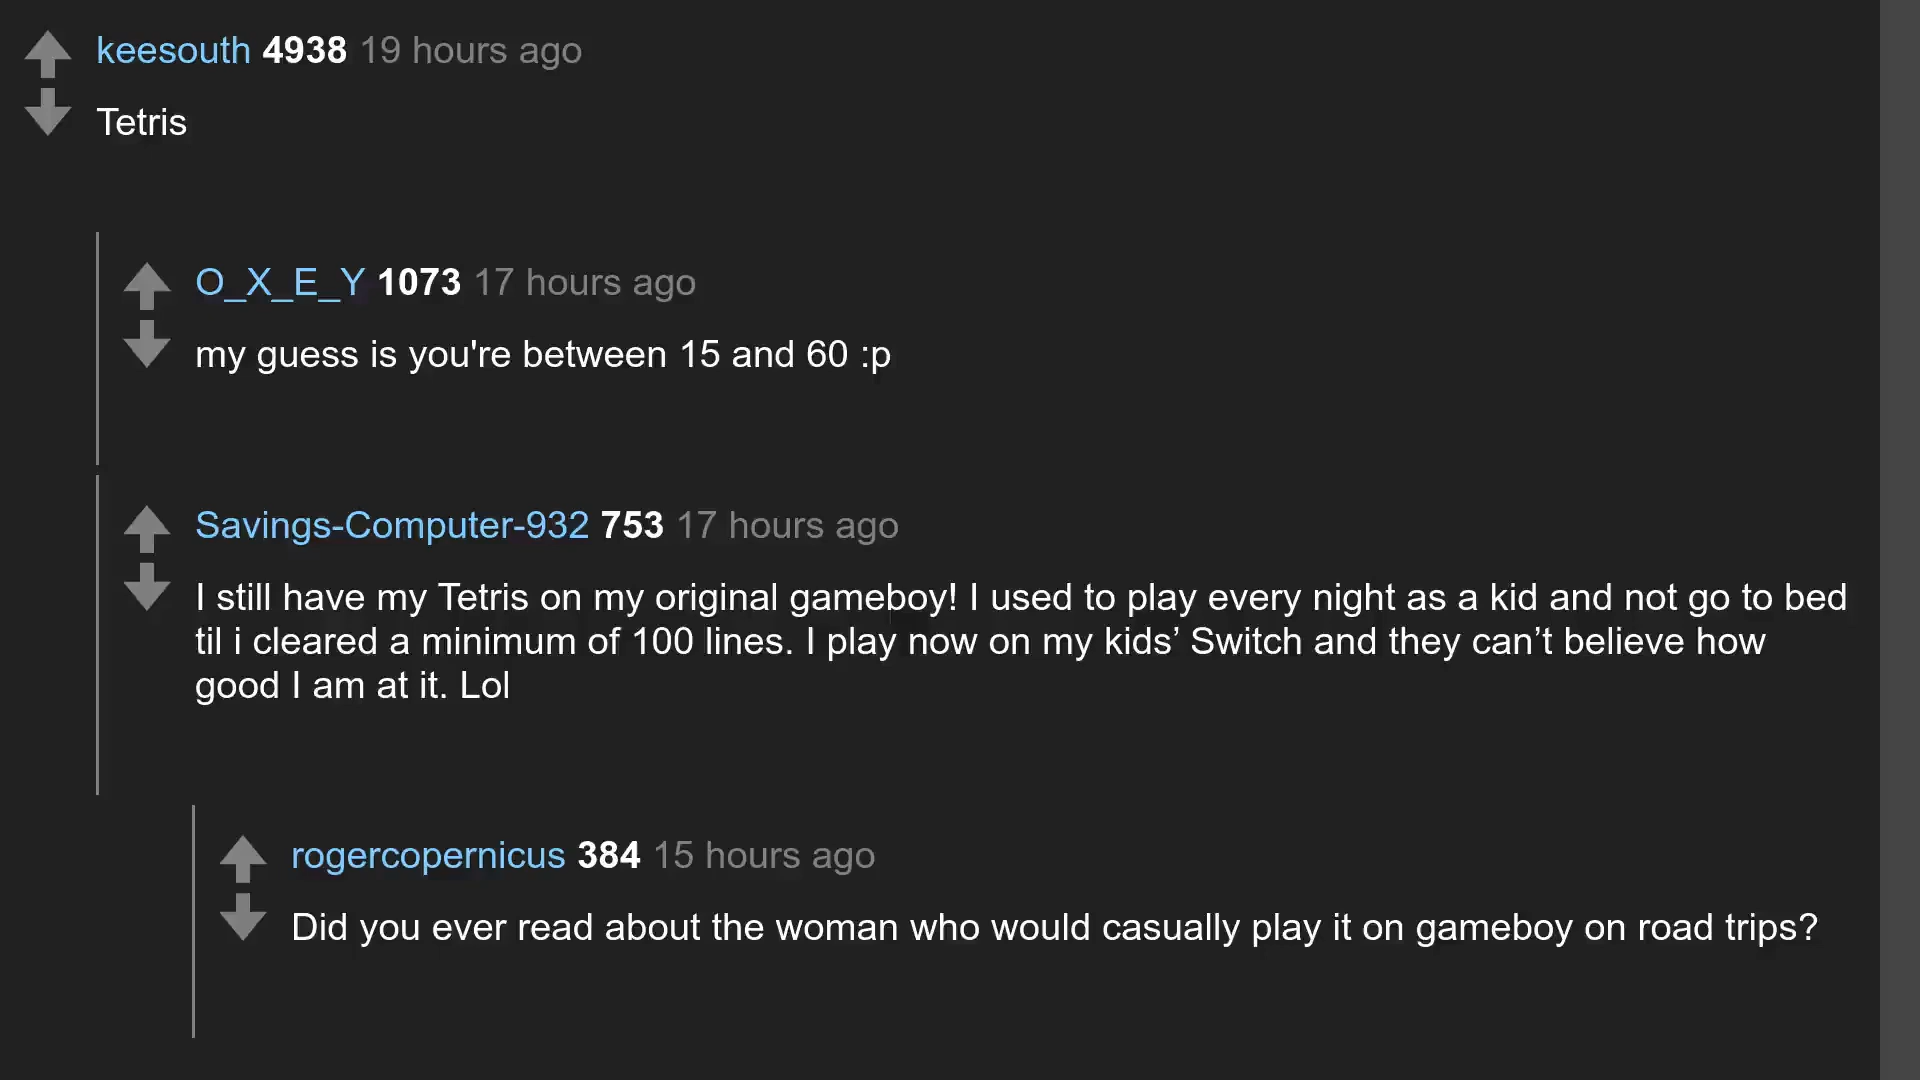 keesouth 4938 19 hours ago
Tetris
O_X_E_Y 1073 17 hours ago
my guess is you're between 15 and 60 :p
Savings-Computer-932 753 17 hours ago
I still have my Tetris on my original gameboy! I used to play every night as a kid and not go to bed
til i cleared a minimum of 100 lines. I play now on my kids’ Switch and they can’t believe how
good I am at it. Lol
rogercopernicus 384 15 hours ago
Did you ever read about the woman who would casually play it on gameboy on road trips?